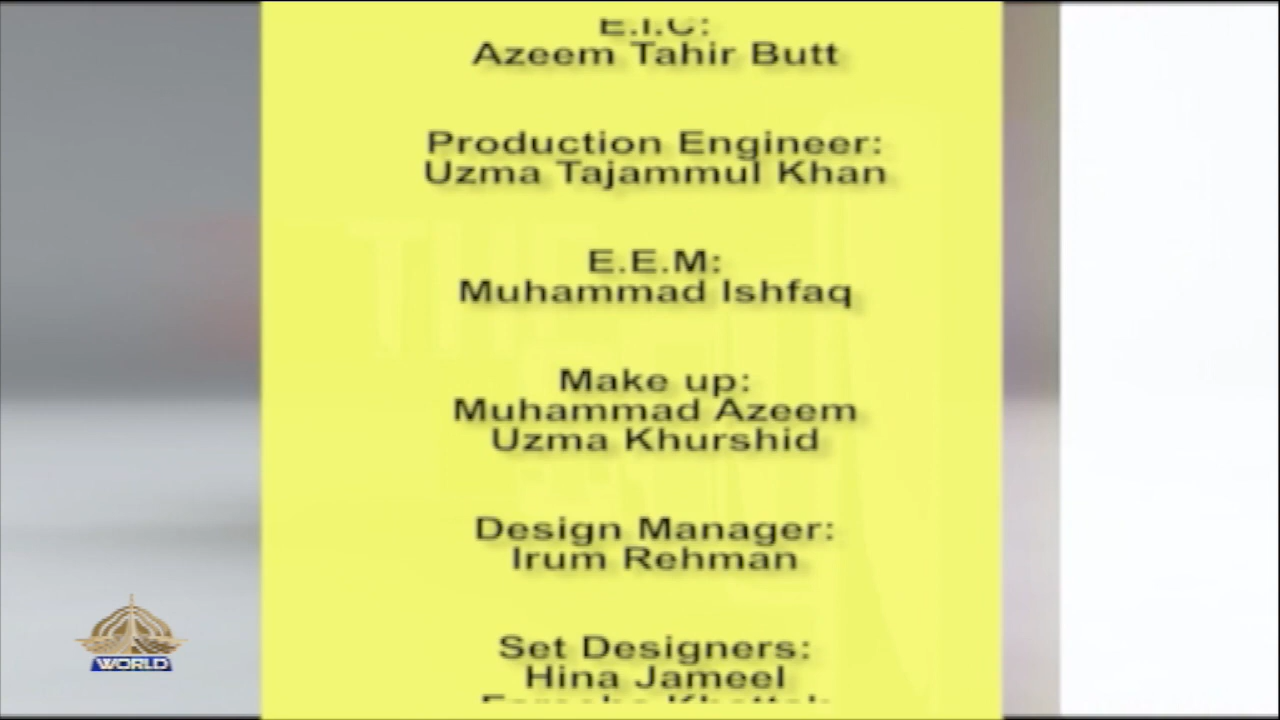 E.I.C:
Azeem Tahir Butt
Production Engineer:
Uzma Tajammul Khan
E.E.M:
Muhammad Ishfaq
Make up:
Muhammad Azeem
Uzma Khurshid
Design Manager:
Irum Rehman
Set Designers:
Hina Jameel
WORLD